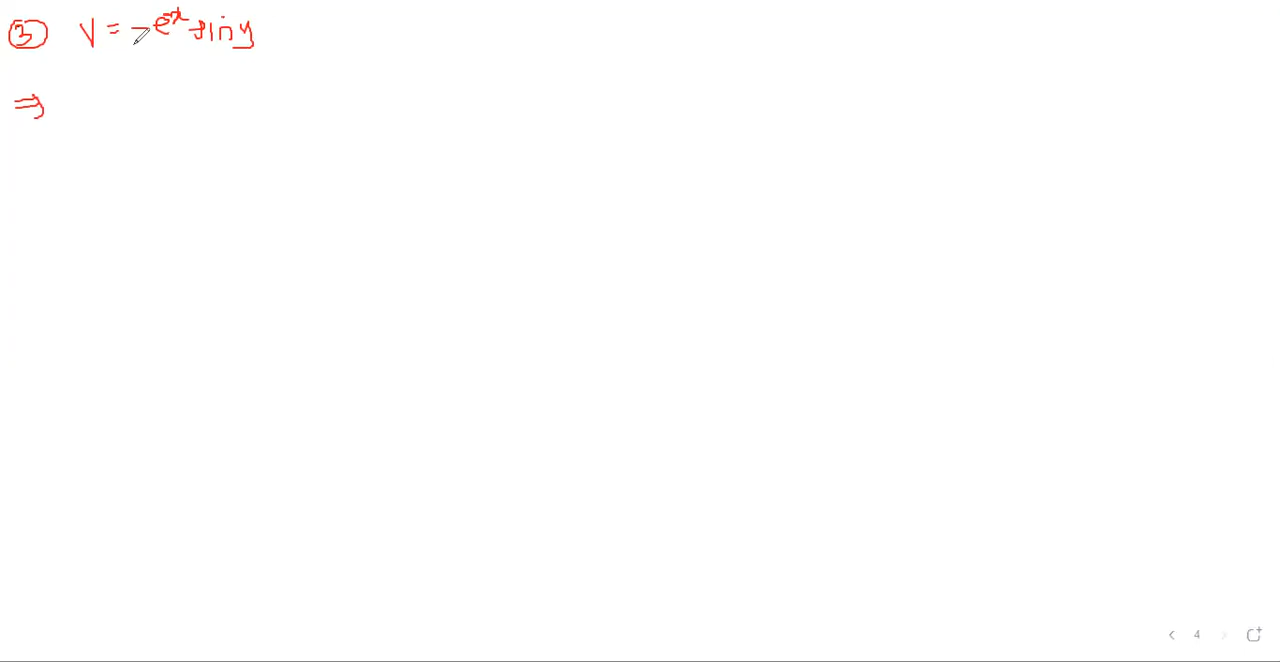 ③ V = -e^-x sin y
⇒
< 4 >